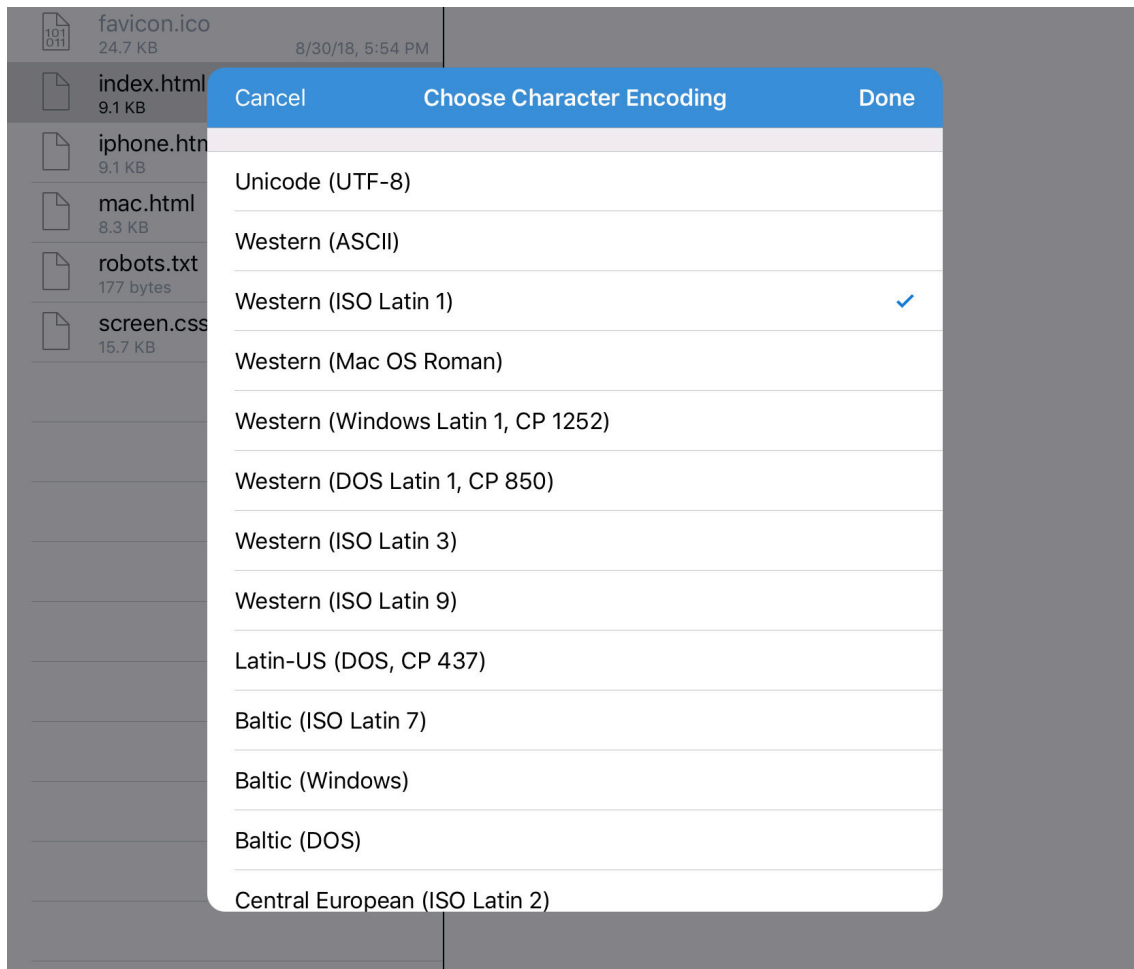 101
011
favicon.ico
24.7 KB 8/30/18, 5:54 PM
index.html
9.1 KB
iphone.htm
9.1 KB
mac.html
8.3 KB
robots.txt
177 bytes
screen.css
15.7 KB
Cancel Choose Character Encoding Done
Unicode (UTF-8)
Western (ASCII)
Western (ISO Latin 1)
Western (Mac OS Roman)
Western (Windows Latin 1, CP 1252)
Western (DOS Latin 1, CP 850)
Western (ISO Latin 3)
Western (ISO Latin 9)
Latin-US (DOS, CP 437)
Baltic (ISO Latin 7)
Baltic (Windows)
Baltic (DOS)
Central European (ISO Latin 2)